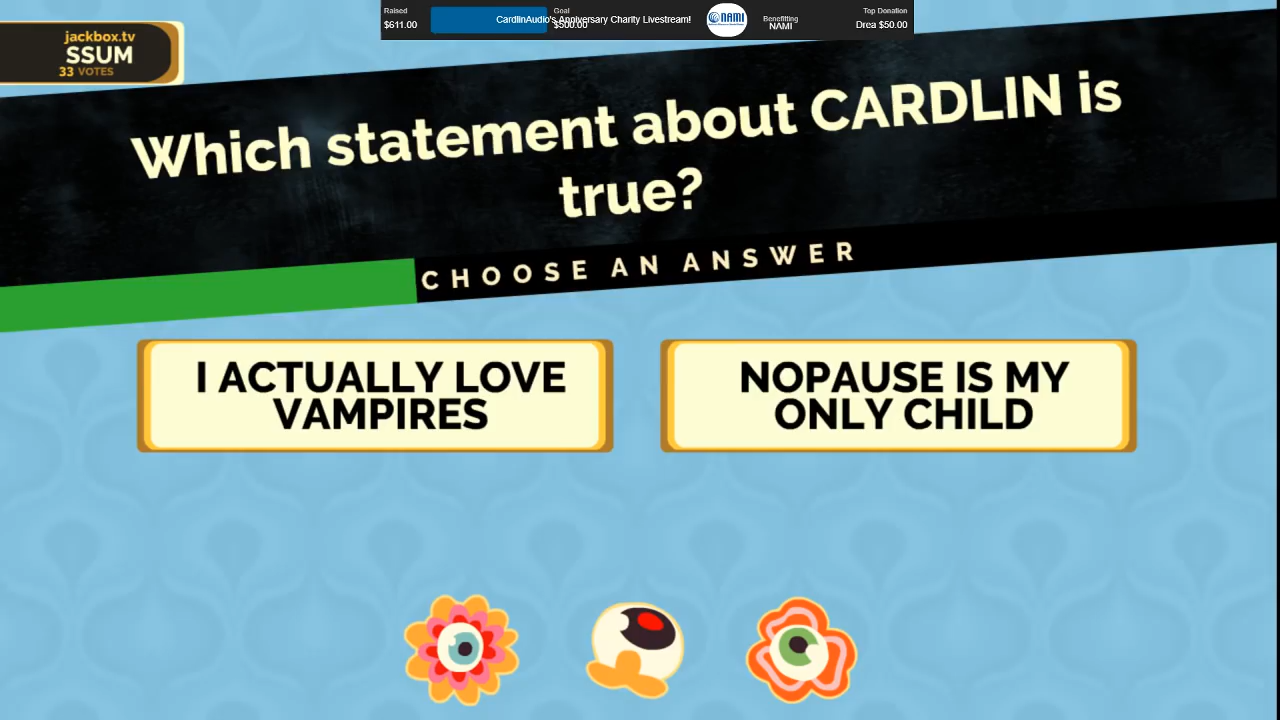 Raised
$611.00
CardlinAudio's Anniversary Charity Livestream!
Goal
$500.00
NAMI
Benefitting
NAMI
Top Donation
Drea $50.00
jackbox.tv
SSUM
33 VOTES
Which statement about CARDLIN is
true?
CHOOSE AN ANSWER
I ACTUALLY LOVE
VAMPIRES
NOPAUSE IS MY
ONLY CHILD